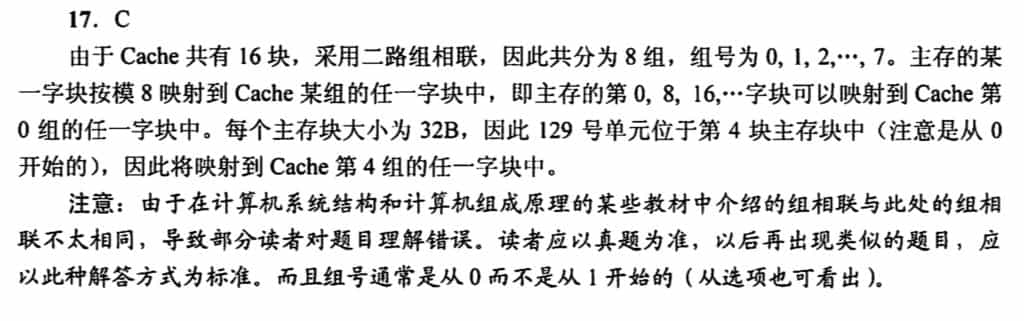 17. C
由于 Cache 共有 16 块，采用二路组相联，因此共分为 8 组，组号为 0, 1, 2,⋯, 7。主存的某
一字块按模 8 映射到 Cache 某组的任一字块中，即主存的第 0, 8, 16,⋯字块可以映射到 Cache 第
0 组的任一字块中。每个主存块大小为 32B，因此 129 号单元位于第 4 块主存块中（注意是从 0
开始的），因此将映射到 Cache 第 4 组的任一字块中。
注意：由于在计算机系统结构和计算机组成原理的某些教材中介绍的组相联与此处的组相
联不太相同，导致部分读者对题目理解错误。读者应以真题为准，以后再出现类似的题目，应
以此种解答方式为标准。而且组号通常是从 0 而不是从 1 开始的（从选项也可看出）。